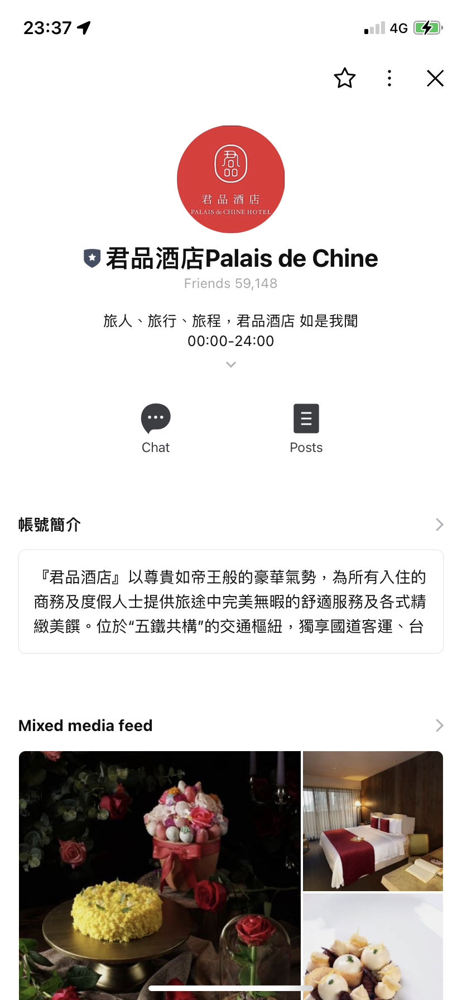 23:37
4G
君品
君品酒店
PALAIS de CHINE HOTEL
君品酒店Palais de Chine
Friends 59,148
旅人、旅行、旅程，君品酒店 如是我聞
00:00-24:00
Chat
Posts
帳號簡介
『君品酒店』以尊貴如帝王般的豪華氣勢，為所有入住的
商務及度假人士提供旅途中完美無暇的舒適服務及各式精
緻美饌。位於“五鐵共構”的交通樞紐，獨享國道客運、台
Mixed media feed